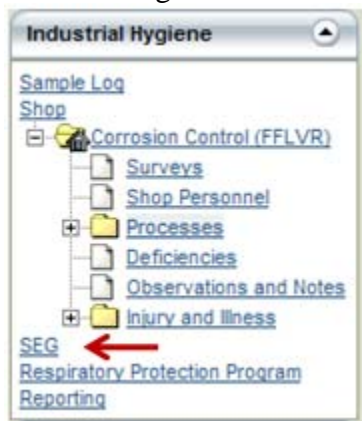 Industrial Hygiene
Sample Log
Shop
Corrosion Control (FFLVR)
Surveys
Shop Personnel
Processes
Deficiencies
Observations and Notes
Injury and Illness
SEG
Respiratory Protection Program
Reporting